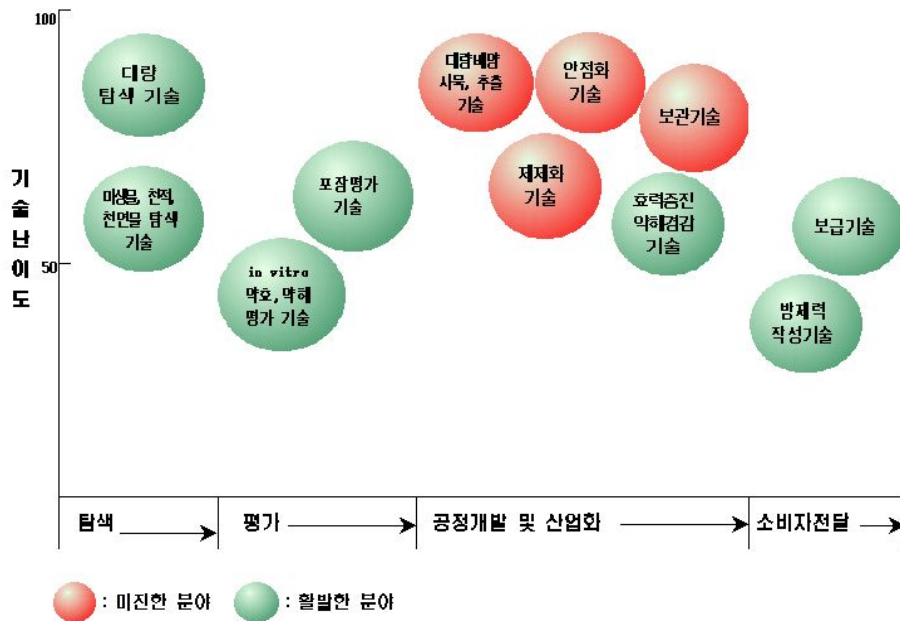 100
대량
탐색 기술
미생물, 천적,
천연물 탐색
기술
포장평가
기술
in vitro
약효, 약해
평가 기술
대량배양
사육, 추출
기술
안정화
기술
보관기술
제제화
기술
효력증진
약해경감
기술
보급기술
방제력
작성기술
기술난이도
50
탐색
평가
공정개발 및 산업화
소비자전달
: 미진한 분야
: 활발한 분야